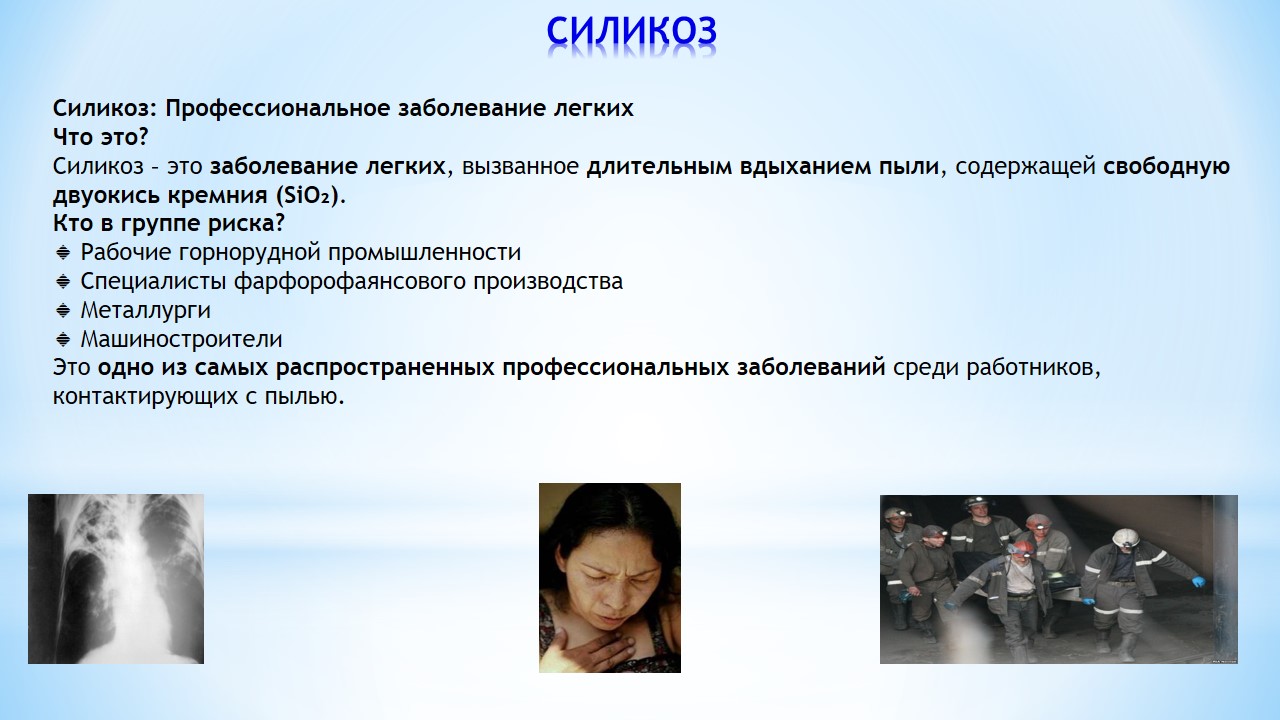 СИЛИКОЗ
Силикоз: Профессиональное заболевание легких
Что это?
Силикоз – это заболевание легких, вызванное длительным вдыханием пыли, содержащей свободную
двуокись кремния (SiO₂).
Кто в группе риска?
Рабочие горнорудной промышленности
Специалисты фарфорофаянсового производства
Металлурги
Машиностроители
Это одно из самых распространенных профессиональных заболеваний среди работников,
контактирующих с пылью.